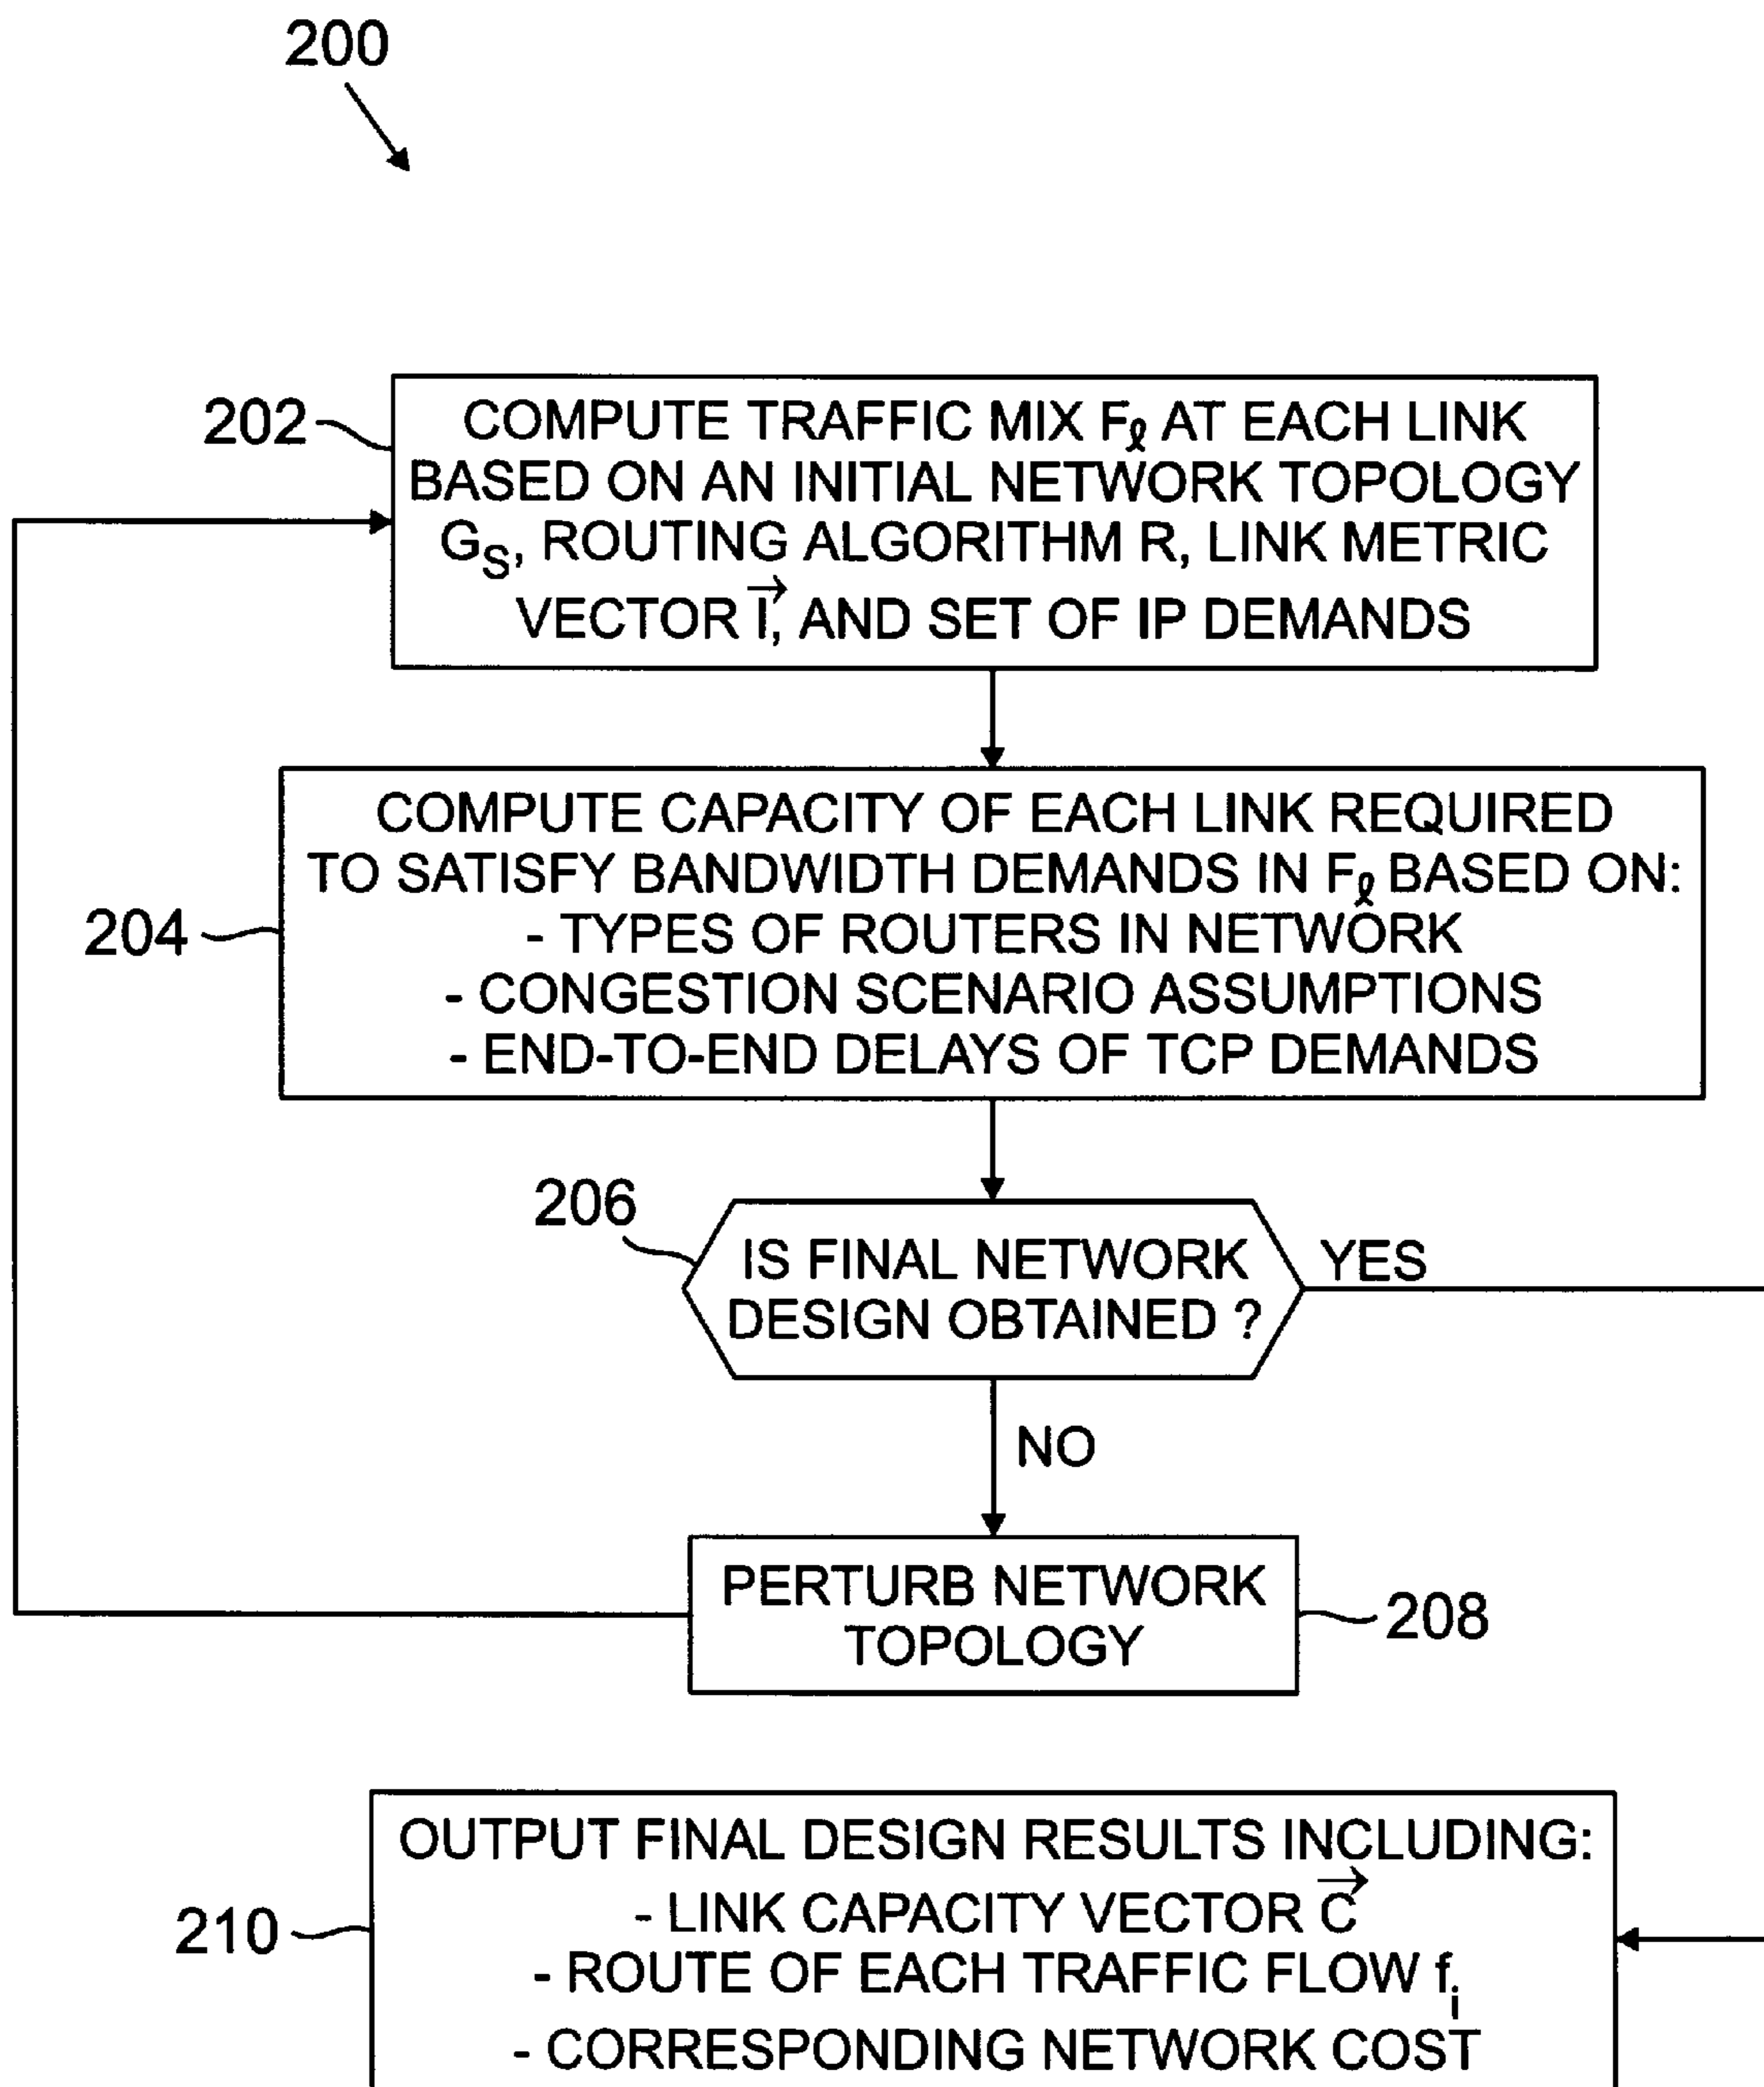 200
202
COMPUTE TRAFFIC MIX Fℓ AT EACH LINK
BASED ON AN INITIAL NETWORK TOPOLOGY
GS, ROUTING ALGORITHM R, LINK METRIC
VECTOR I⃗, AND SET OF IP DEMANDS
204
COMPUTE CAPACITY OF EACH LINK REQUIRED
TO SATISFY BANDWIDTH DEMANDS IN Fℓ BASED ON:
- TYPES OF ROUTERS IN NETWORK
- CONGESTION SCENARIO ASSUMPTIONS
- END-TO-END DELAYS OF TCP DEMANDS
206
IS FINAL NETWORK
DESIGN OBTAINED ?
YES
NO
PERTURB NETWORK
TOPOLOGY
208
210
OUTPUT FINAL DESIGN RESULTS INCLUDING:
- LINK CAPACITY VECTOR C⃗
- ROUTE OF EACH TRAFFIC FLOW fi
- CORRESPONDING NETWORK COST